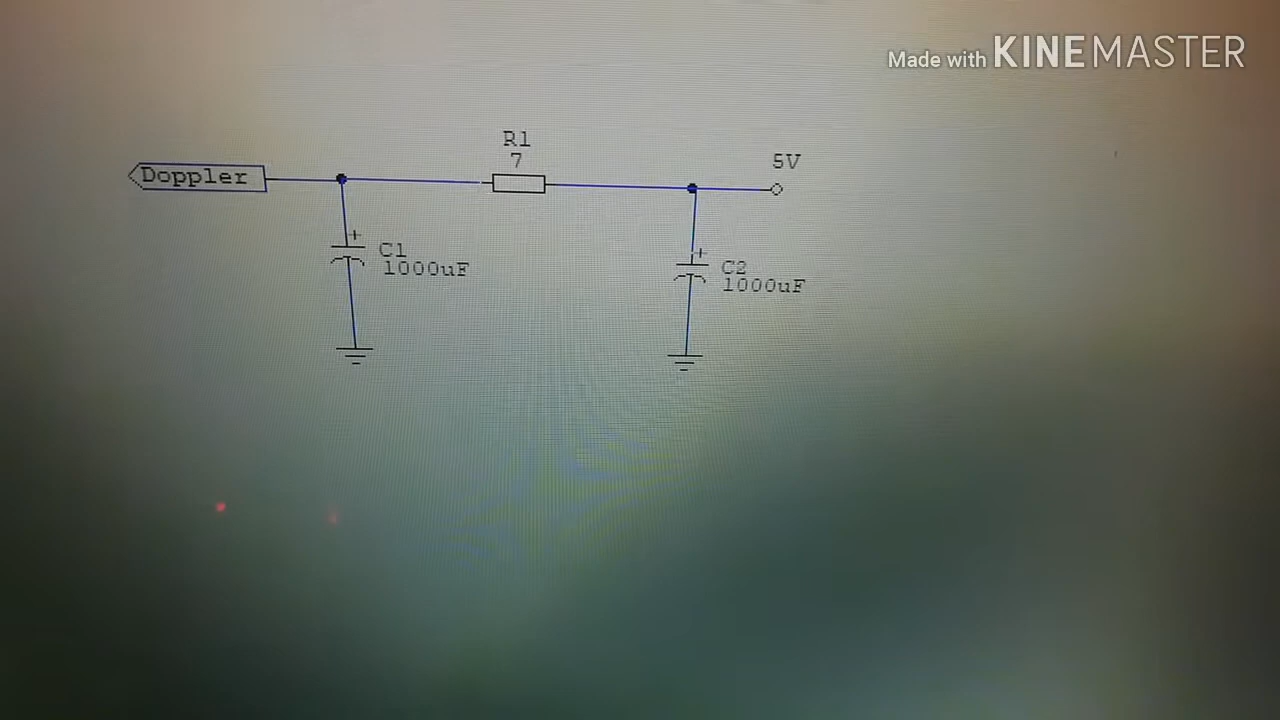 Made with KINEMASTER
R1
7
5V
Doppler
+
C1
1000uF
+
C2
1000uF